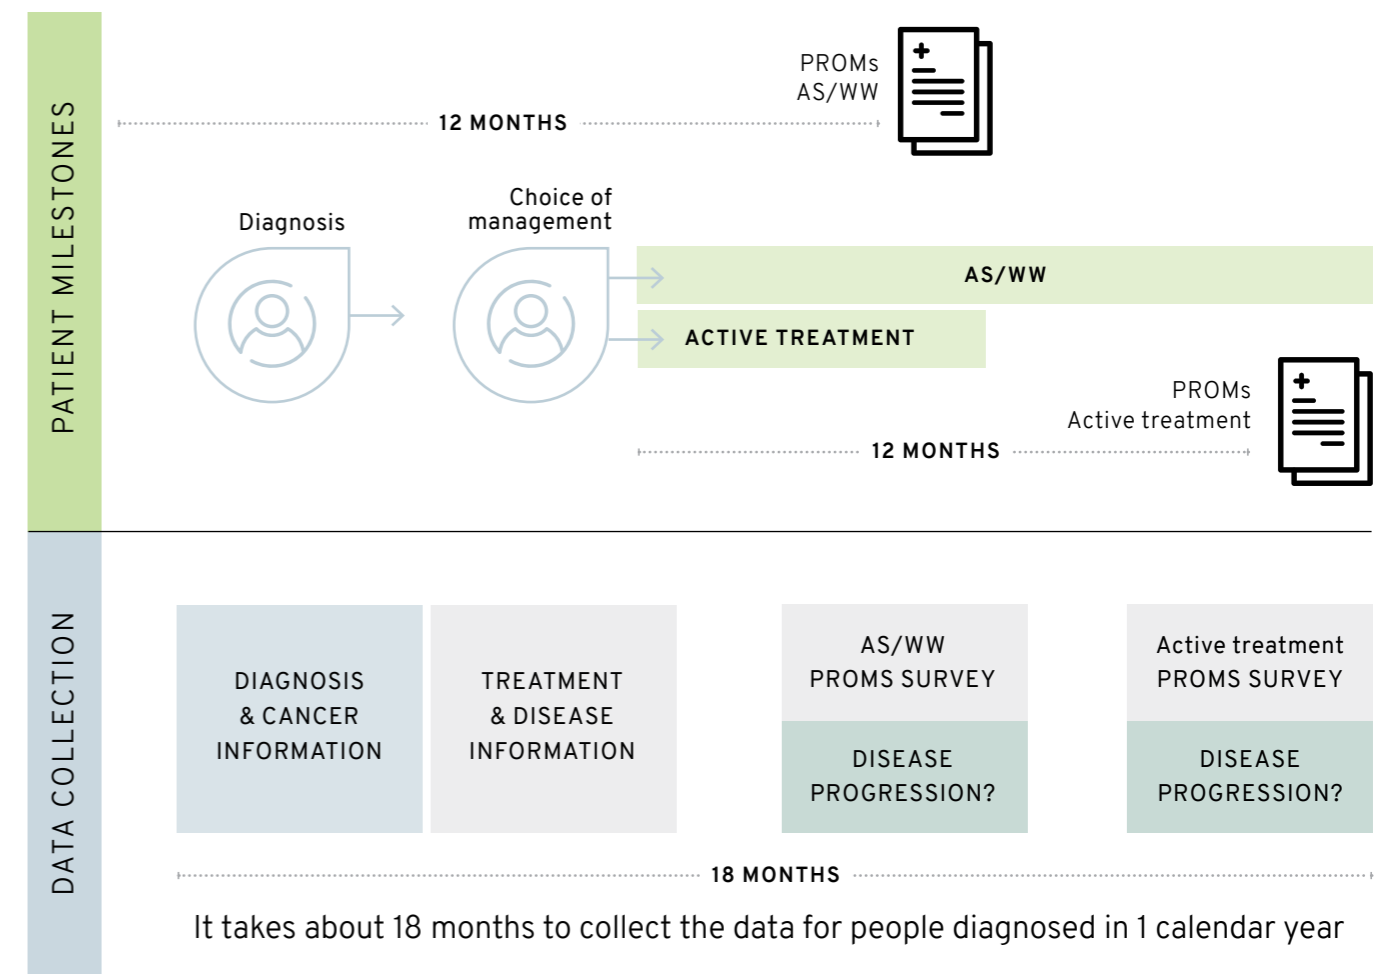 PATIENT MILESTONES
PROMs
AS/WW
12 MONTHS
Diagnosis
Choice of
management
AS/WW
ACTIVE TREATMENT
PROMs
Active treatment
12 MONTHS
DATA COLLECTION
DIAGNOSIS
& CANCER
INFORMATION
TREATMENT
& DISEASE
INFORMATION
AS/WW
PROMS SURVEY
DISEASE
PROGRESSION?
Active treatment
PROMS SURVEY
DISEASE
PROGRESSION?
18 MONTHS
It takes about 18 months to collect the data for people diagnosed in 1 calendar year